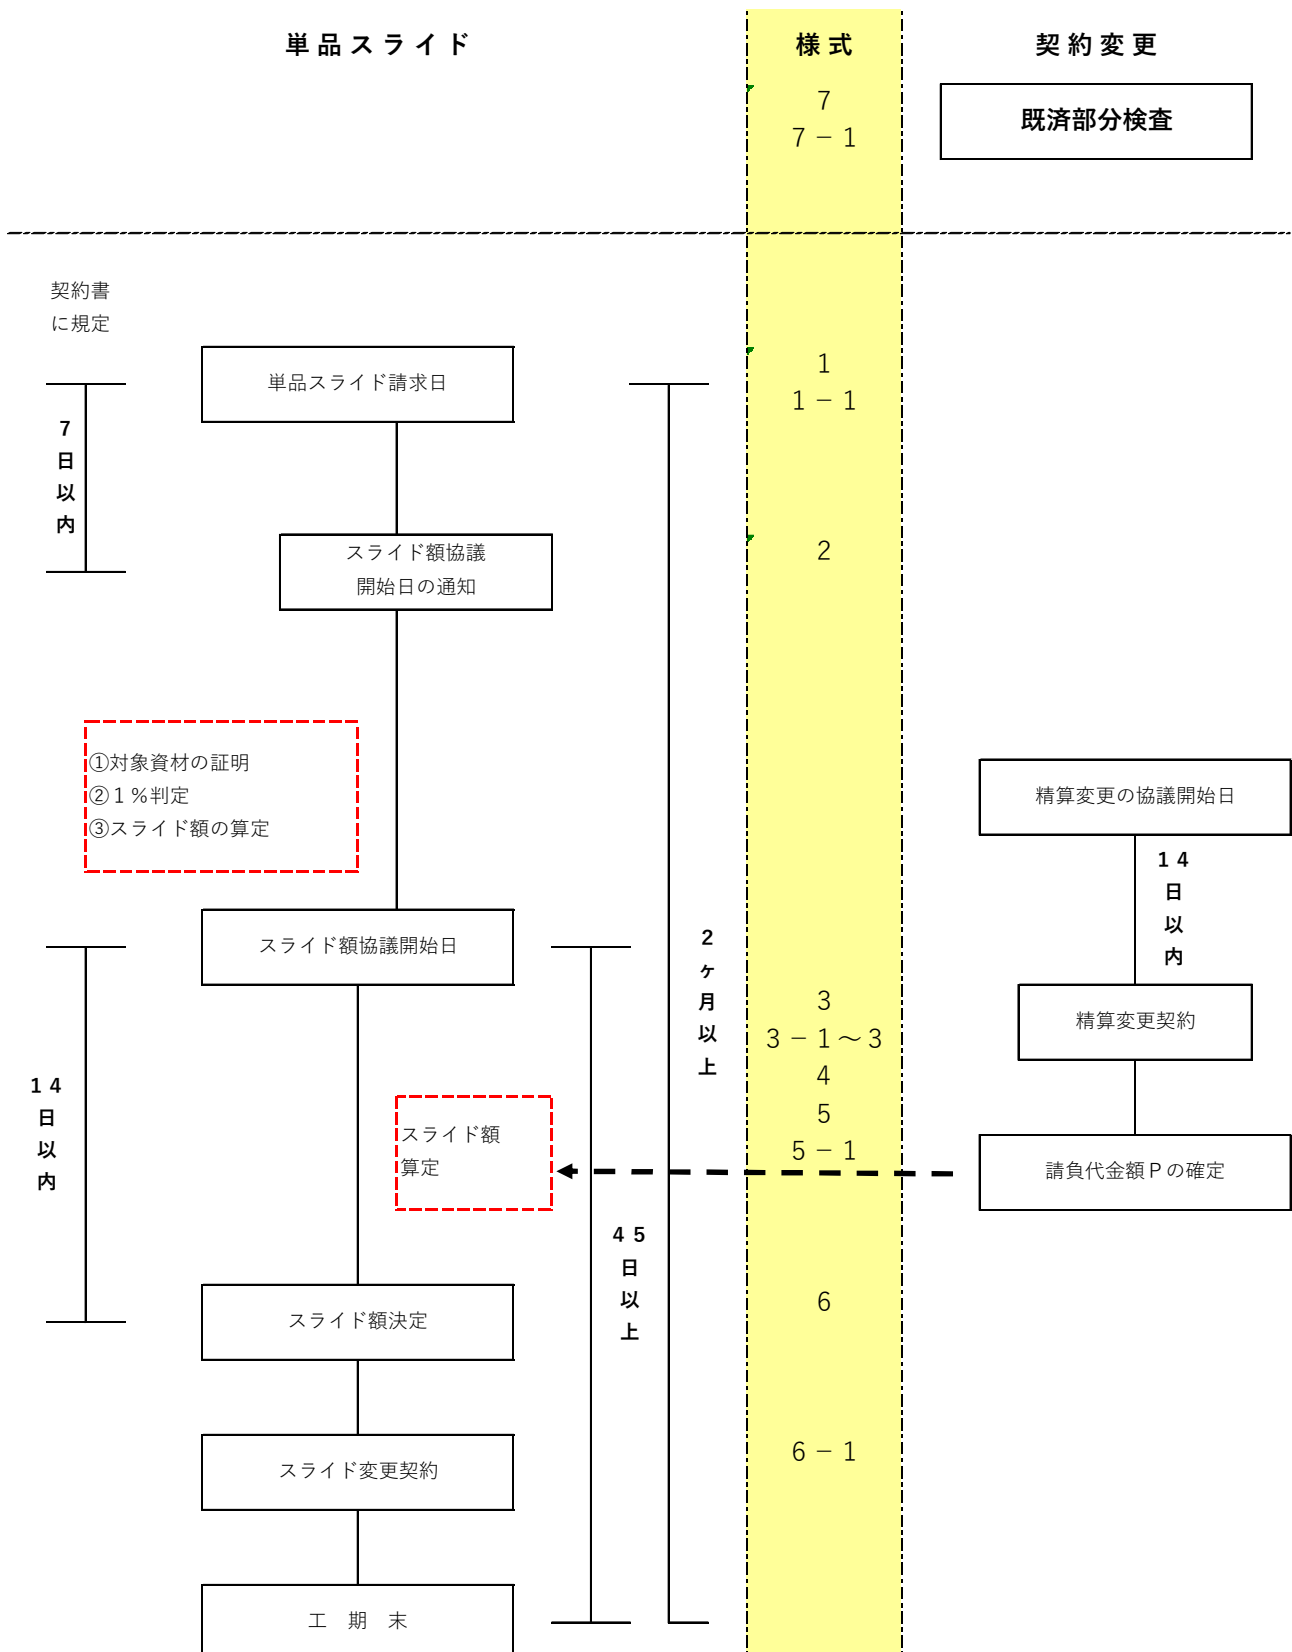 単品スライド
様式
契約変更
7
7－1
既済部分検査
契約書
に規定
単品スライド請求日
1
1－1
7日以内
スライド額協議
開始日の通知
2
①対象資材の証明
②１％判定
③スライド額の算定
精算変更の協議開始日
14日以内
スライド額協議開始日
2ヶ月以上
3
3－1～3
4
5
5－1
精算変更契約
14日以内
スライド額
算定
請負代金額Ｐの確定
45日以上
スライド額決定
6
スライド変更契約
6－1
工　期　末